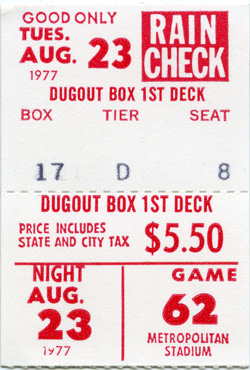 GOOD ONLY
TUES.
AUG. 23
1977
RAIN
CHECK
DUGOUT BOX 1ST DECK
BOX TIER SEAT
17 D 8
DUGOUT BOX 1ST DECK
PRICE INCLUDES
STATE AND CITY TAX
$5.50
NIGHT
AUG.
23
1977
GAME
62
METROPOLITAN
STADIUM